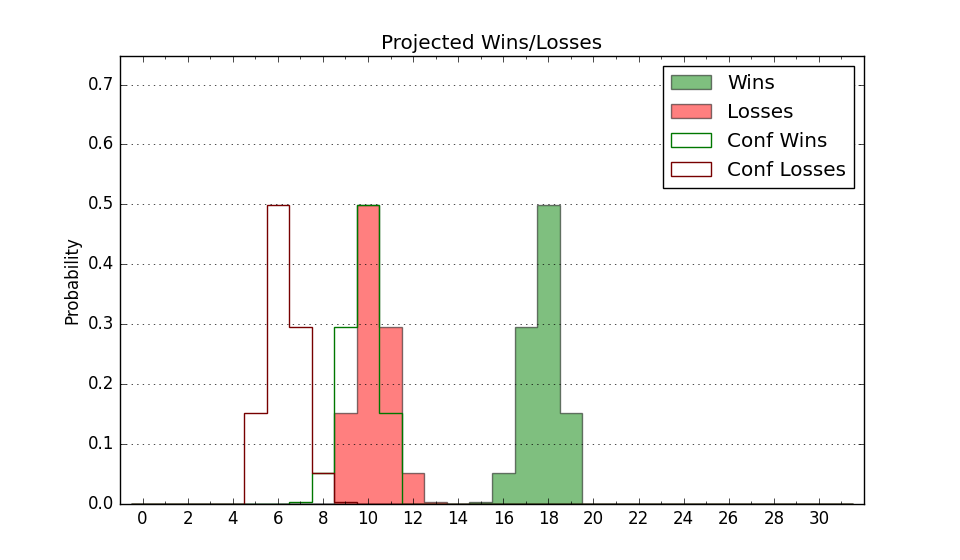 Projected Wins/Losses
Wins
Losses
Conf Wins
Conf Losses
Probability
0.7
0.6
0.5
0.4
0.3
0.2
0.1
0.0
0 2 4 6 8 10 12 14 16 18 20 22 24 26 28 30